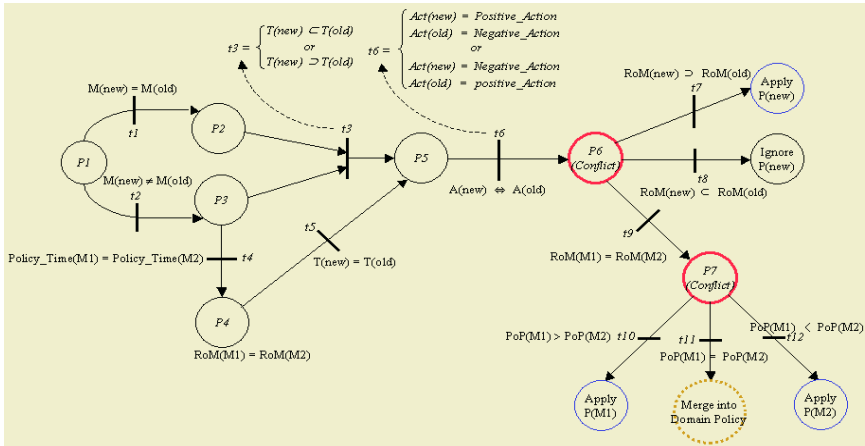 t3 = T(new) ⊂ T(old)
or
T(new) ⊃ T(old)
t6 = Act(new) = Positive_Action
Act(old) = Negative_Action
or
Act(new) = Negative_Action
Act(old) = positive_Action
M(new) = M(old)
t1
P2
P1
M(new) ≠ M(old)
t2
P3
t3
P5
t6
A(new) ⇔ A(old)
P6
(Conflict)
RoM(new) ⊃ RoM(old)
t7
Apply
P(new)
t8
Ignore
P(new)
RoM(new) ⊂ RoM(old)
t5
T(new) = T(old)
Policy_Time(M1) = Policy_Time(M2)
t4
P4
RoM(M1) = RoM(M2)
t9
RoM(M1) = RoM(M2)
P7
(Conflict)
PoP(M1) > PoP(M2)
t10
t11
PoP(M1) = PoP(M2)
PoP(M1) < PoP(M2)
t12
Apply
P(M1)
Merge into
Domain Policy
Apply
P(M2)